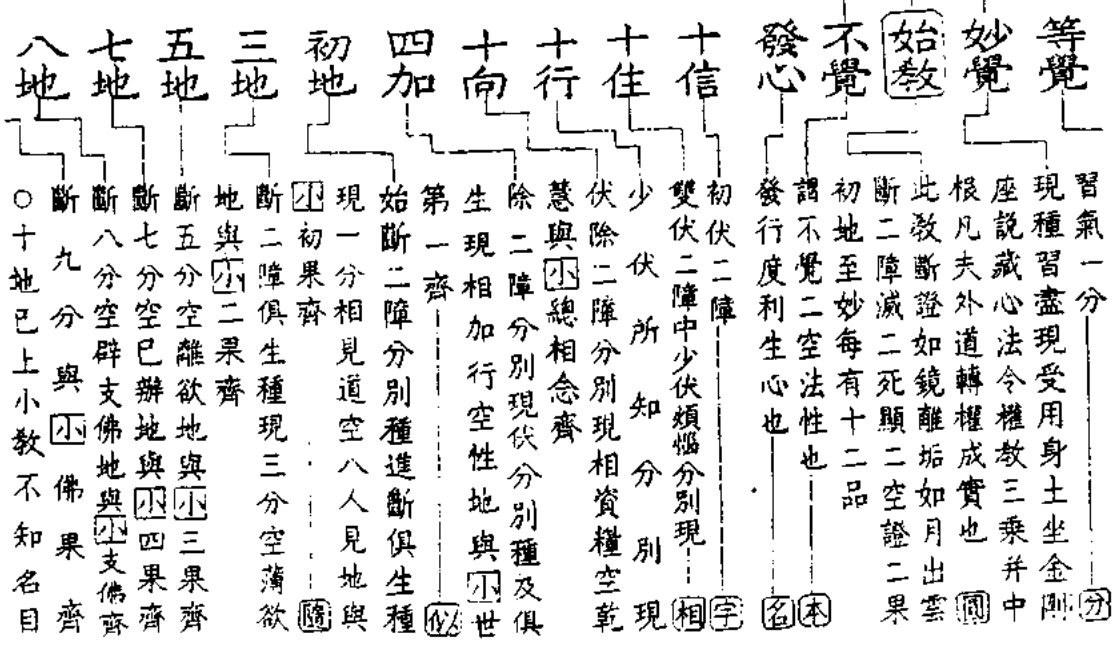 等覺
妙覺
始教
不覺
發心
十信
十住
十行
十向
四加
初地
三地
五地
七地
八地
習氣一分 分
現種習盡現受用身土坐金剛
座說藏心法令權教三乘并中
根凡夫外道轉權成實也 圓
此教斷證如鏡離垢如月出雲
斷二障滅二死顯二空證二果
初地至妙每有十二品
謂不覺二空法性也 本
發行度利生心也 名
初伏二障 字
雙伏二障中少伏煩惱分別現 相
少伏所知分別現
伏除二障分別現相資糧空乾
慧與小總相念齊
除二障分別現伏分別種及俱
生現相加行空性地與小世
第一齊 似
始斷二障分別種進斷俱生種
現一分相見道空八人見地與
小初果齊 隨
斷二障俱生種現三分空薄欲
地與小二果齊
斷五分空離欲地與小三果齊
斷七分空已辦地與小四果齊
斷八分空辟支佛地與小支佛齊
斷九分與小佛果齊
○十地已上小教不知名目